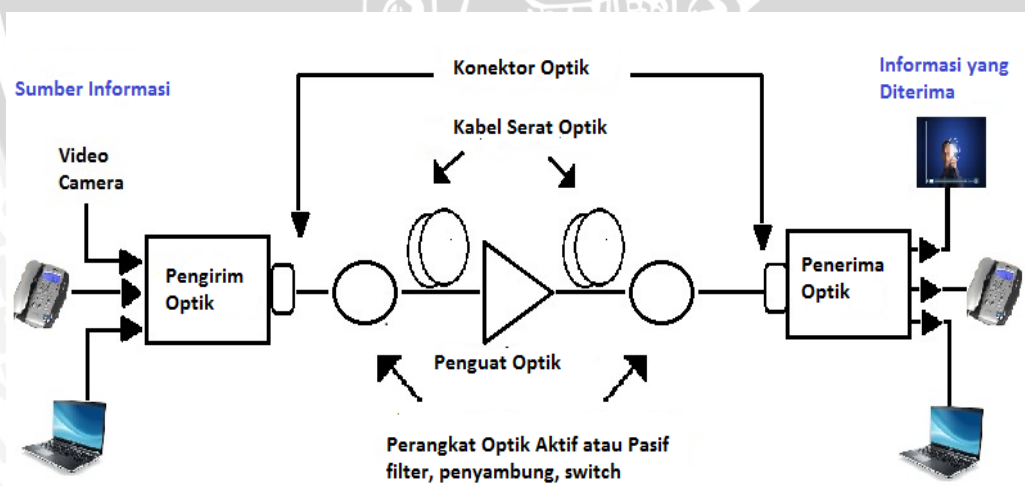 Sumber Informasi
Video
Camera
Pengirim
Optik
Konektor Optik
Kabel Serat Optik
Penguat Optik
Perangkat Optik Aktif atau Pasif
filter, penyambung, switch
Informasi yang
Diterima
Penerima
Optik